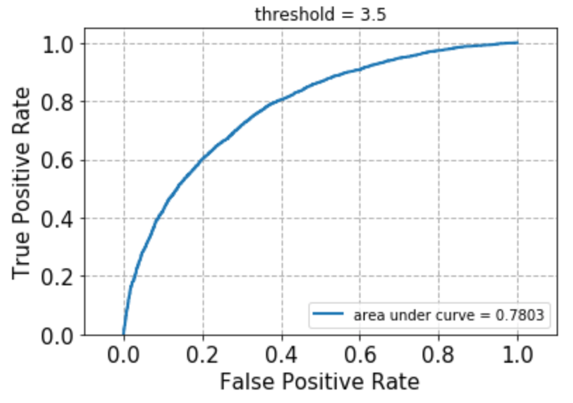 threshold = 3.5
True Positive Rate
1.0
0.8
0.6
0.4
0.2
0.0
area under curve = 0.7803
0.0 0.2 0.4 0.6 0.8 1.0
False Positive Rate